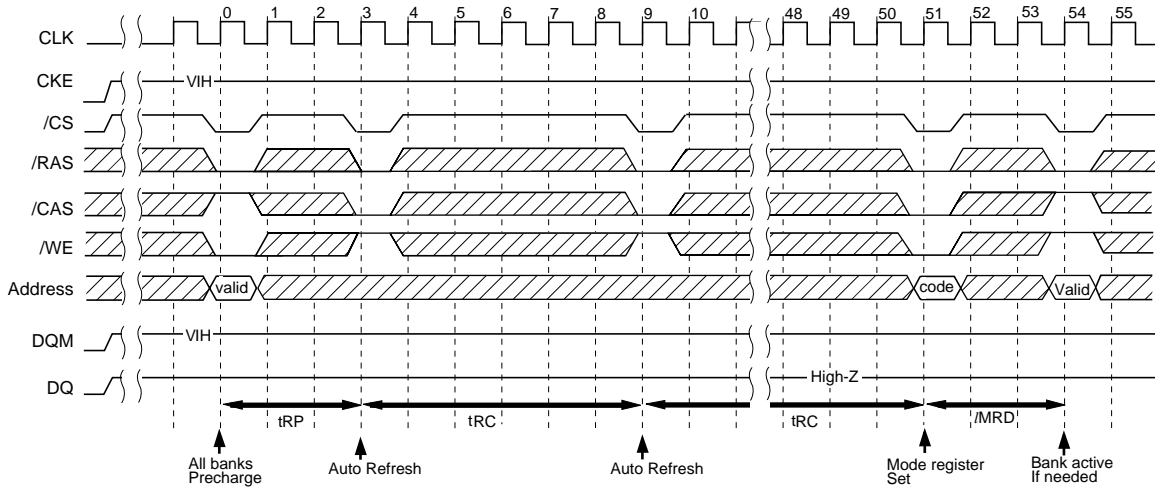 0 1 2 3 4 5 6 7 8 9 10 48 49 50 51 52 53 54 55
CLK
CKE VIH
/CS
/RAS
/CAS
/WE
Address valid code Valid
DQM VIH
DQ High-Z
tRP tRC tRC lMRD
All banks
Precharge
Auto Refresh
Auto Refresh
Mode register
Set
Bank active
If needed